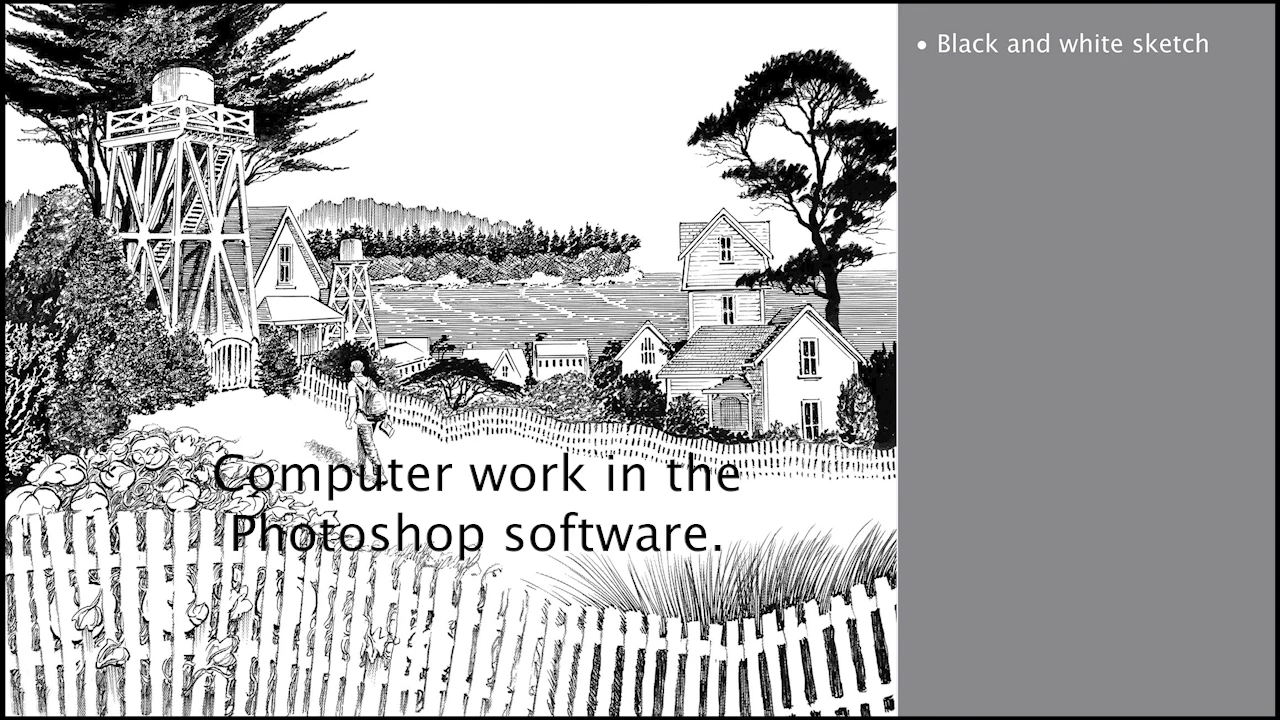 • Black and white sketch
Computer work in the
Photoshop software.